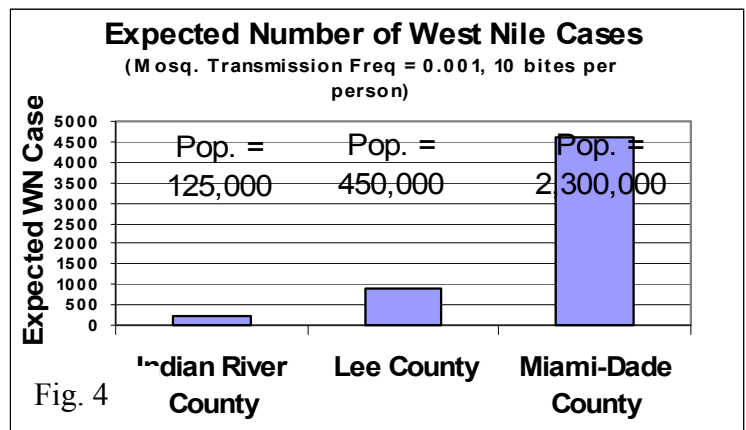 Expected Number of West Nile Cases
(Mosq. Transmission Freq = 0.001, 10 bites per
person)
Expected WN Case
5000
4500
4000
3500
3000
2500
2000
1500
1000
500
0
Pop. =
125,000
Pop. =
450,000
Pop. =
2,300,000
Indian River
County
Lee County
Miami-Dade
County
Fig. 4